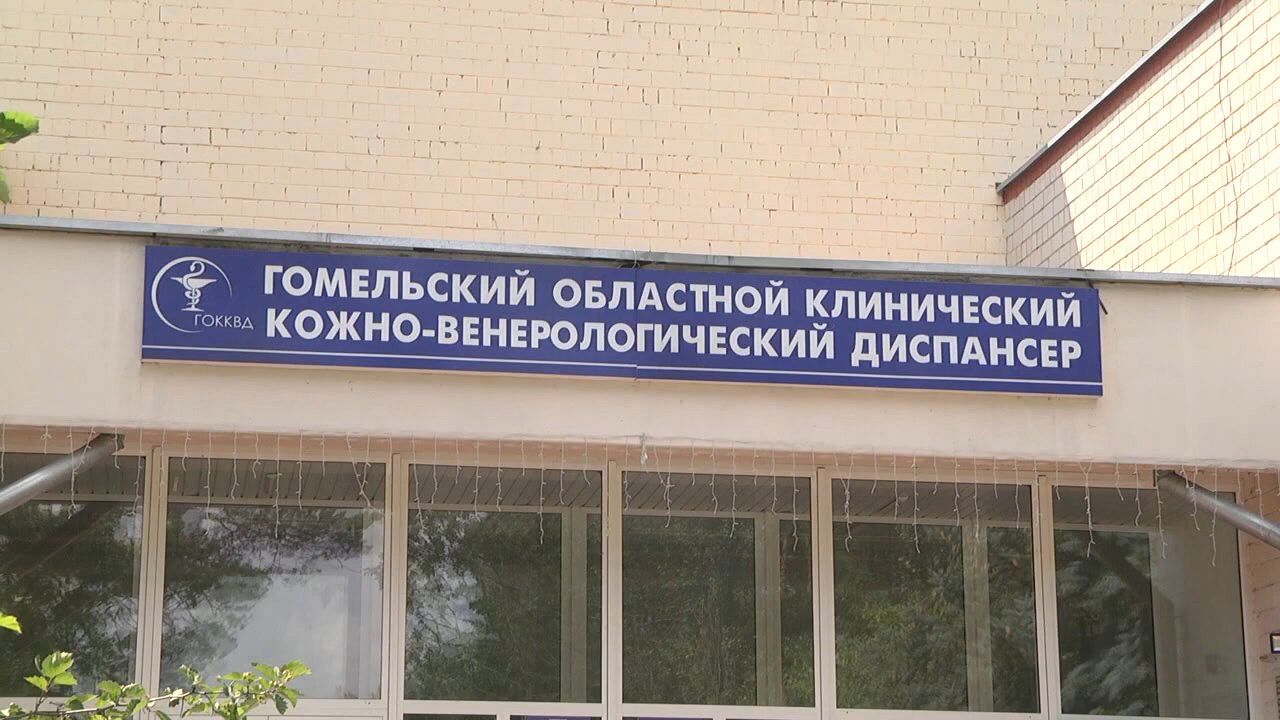 ГОМЕЛЬСКИЙ ОБЛАСТНОЙ КЛИНИЧЕСКИЙ
КОЖНО-ВЕНЕРОЛОГИЧЕСКИЙ ДИСПАНСЕР
ГОККВД